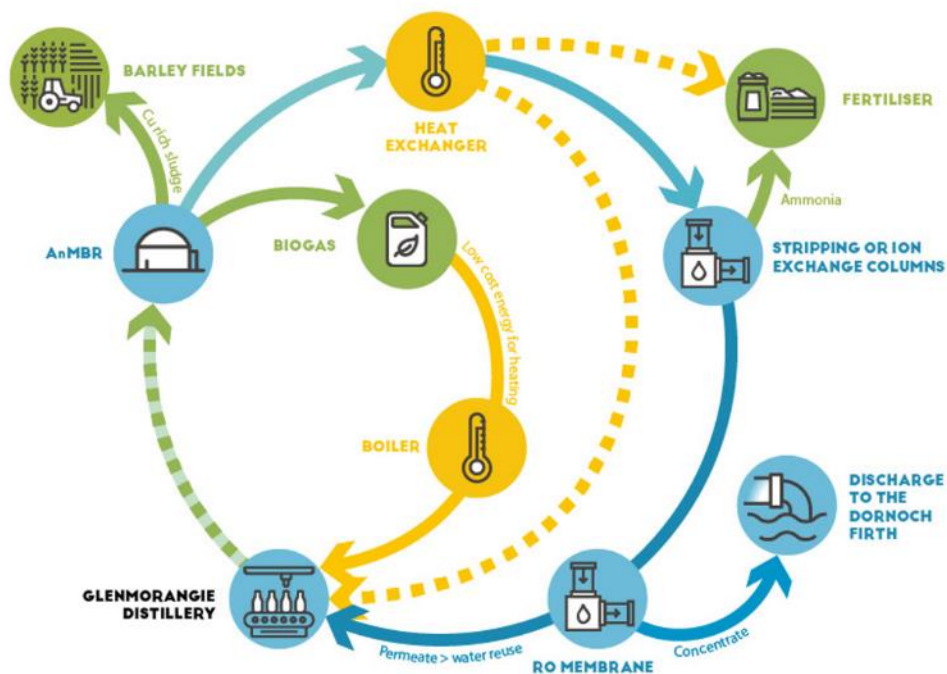 BARLEY FIELDS
Cu rich sludge
HEAT
EXCHANGER
FERTILISER
Ammonia
AnMBR
BIOGAS
STRIPPING OR ION
EXCHANGE COLUMNS
Low cost energy for heating
BOILER
DISCHARGE
TO THE
DORNOCH
FIRTH
GLENMORANGIE
DISTILLERY
Permeate > water reuse
RO MEMBRANE
Concentrate